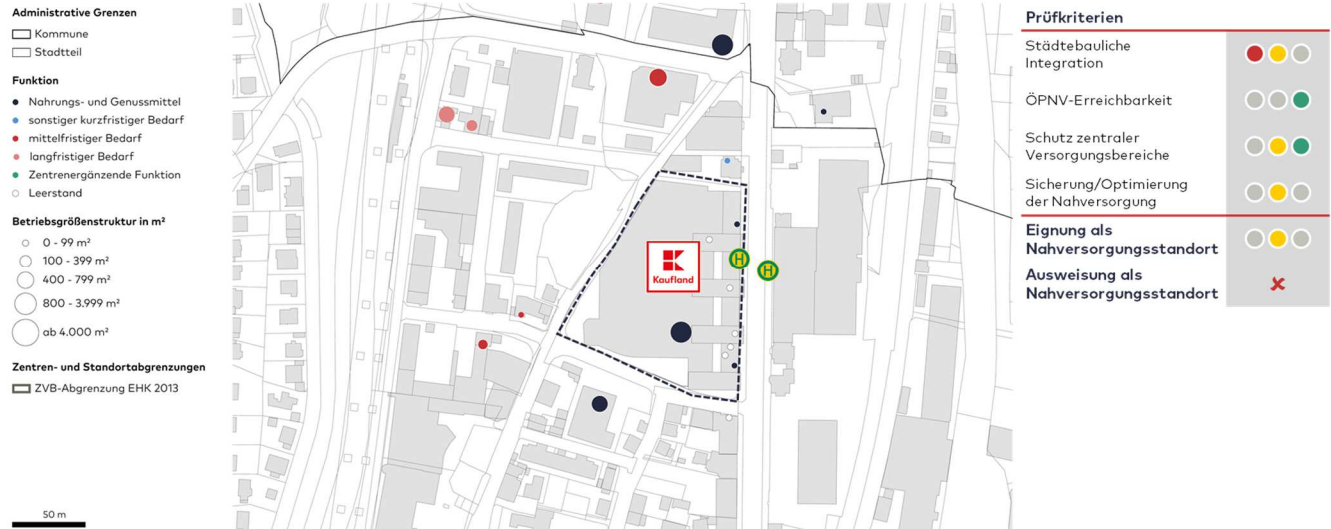 Administrative Grenzen
Kommune
Stadtteil
Funktion
Nahrungs- und Genussmittel
sonstiger kurzfristiger Bedarf
mittelfristiger Bedarf
langfristiger Bedarf
Zentrenergänzende Funktion
Leerstand
Betriebsgrößenstruktur in m²
0 - 99 m²
100 - 399 m²
400 - 799 m²
800 - 3.999 m²
ab 4.000 m²
Zentren- und Standortabgrenzungen
ZVB-Abgrenzung EHK 2013
50 m
Kaufland
H
H
Prüfkriterien
Städtebauliche
Integration
ÖPNV-Erreichbarkeit
Schutz zentraler
Versorgungsbereiche
Sicherung/Optimierung
der Nahversorgung
Eignung als
Nahversorgungsstandort
Ausweisung als
Nahversorgungsstandort